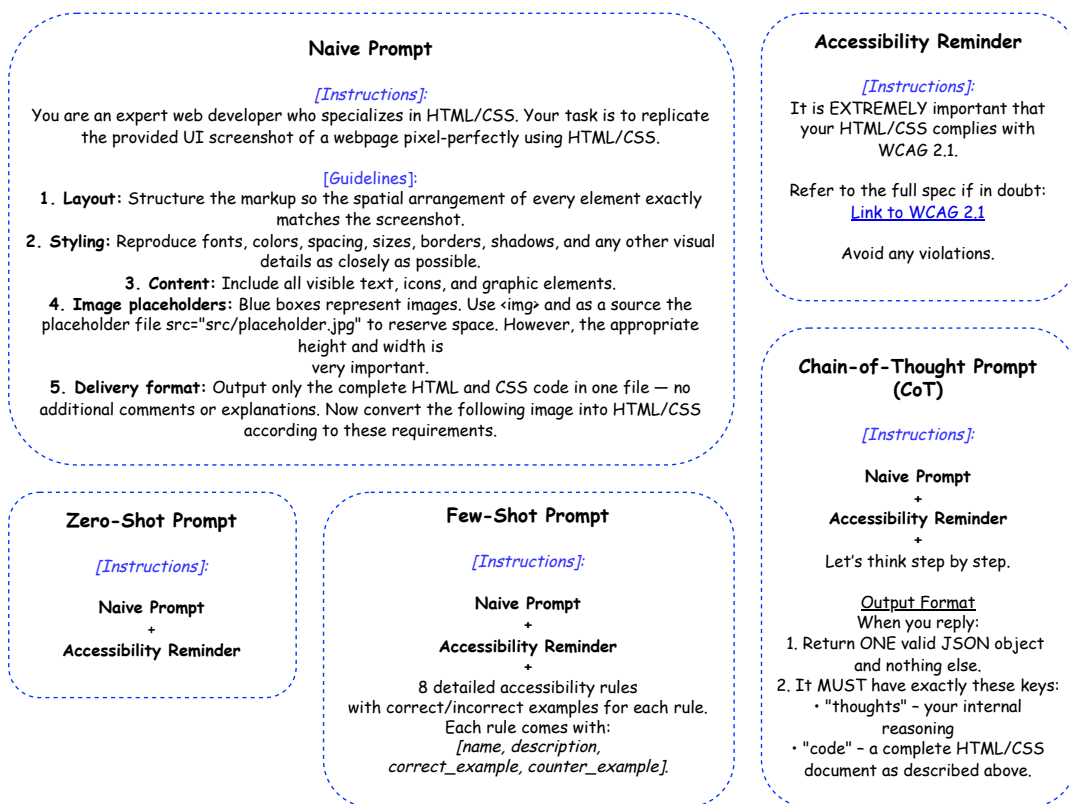 Naive Prompt
[Instructions]:
You are an expert web developer who specializes in HTML/CSS. Your task is to replicate
the provided UI screenshot of a webpage pixel-perfectly using HTML/CSS.
[Guidelines]:
1. Layout: Structure the markup so the spatial arrangement of every element exactly
matches the screenshot.
2. Styling: Reproduce fonts, colors, spacing, sizes, borders, shadows, and any other visual
details as closely as possible.
3. Content: Include all visible text, icons, and graphic elements.
4. Image placeholders: Blue boxes represent images. Use <img> and as a source the
placeholder file src="src/placeholder.jpg" to reserve space. However, the appropriate
height and width is
very important.
5. Delivery format: Output only the complete HTML and CSS code in one file — no
additional comments or explanations. Now convert the following image into HTML/CSS
according to these requirements.
Accessibility Reminder
[Instructions]:
It is EXTREMELY important that
your HTML/CSS complies with
WCAG 2.1.
Refer to the full spec if in doubt:
Link to WCAG 2.1
Avoid any violations.
Zero-Shot Prompt
[Instructions]:
Naive Prompt
+
Accessibility Reminder
Few-Shot Prompt
[Instructions]:
Naive Prompt
+
Accessibility Reminder
+
8 detailed accessibility rules
with correct/incorrect examples for each rule.
Each rule comes with:
[name, description,
correct_example, counter_example].
Chain-of-Thought Prompt
(CoT)
[Instructions]:
Naive Prompt
+
Accessibility Reminder
+
Let's think step by step.
Output Format
When you reply:
1. Return ONE valid JSON object
and nothing else.
2. It MUST have exactly these keys:
• "thoughts" – your internal
reasoning
• "code" – a complete HTML/CSS
document as described above.